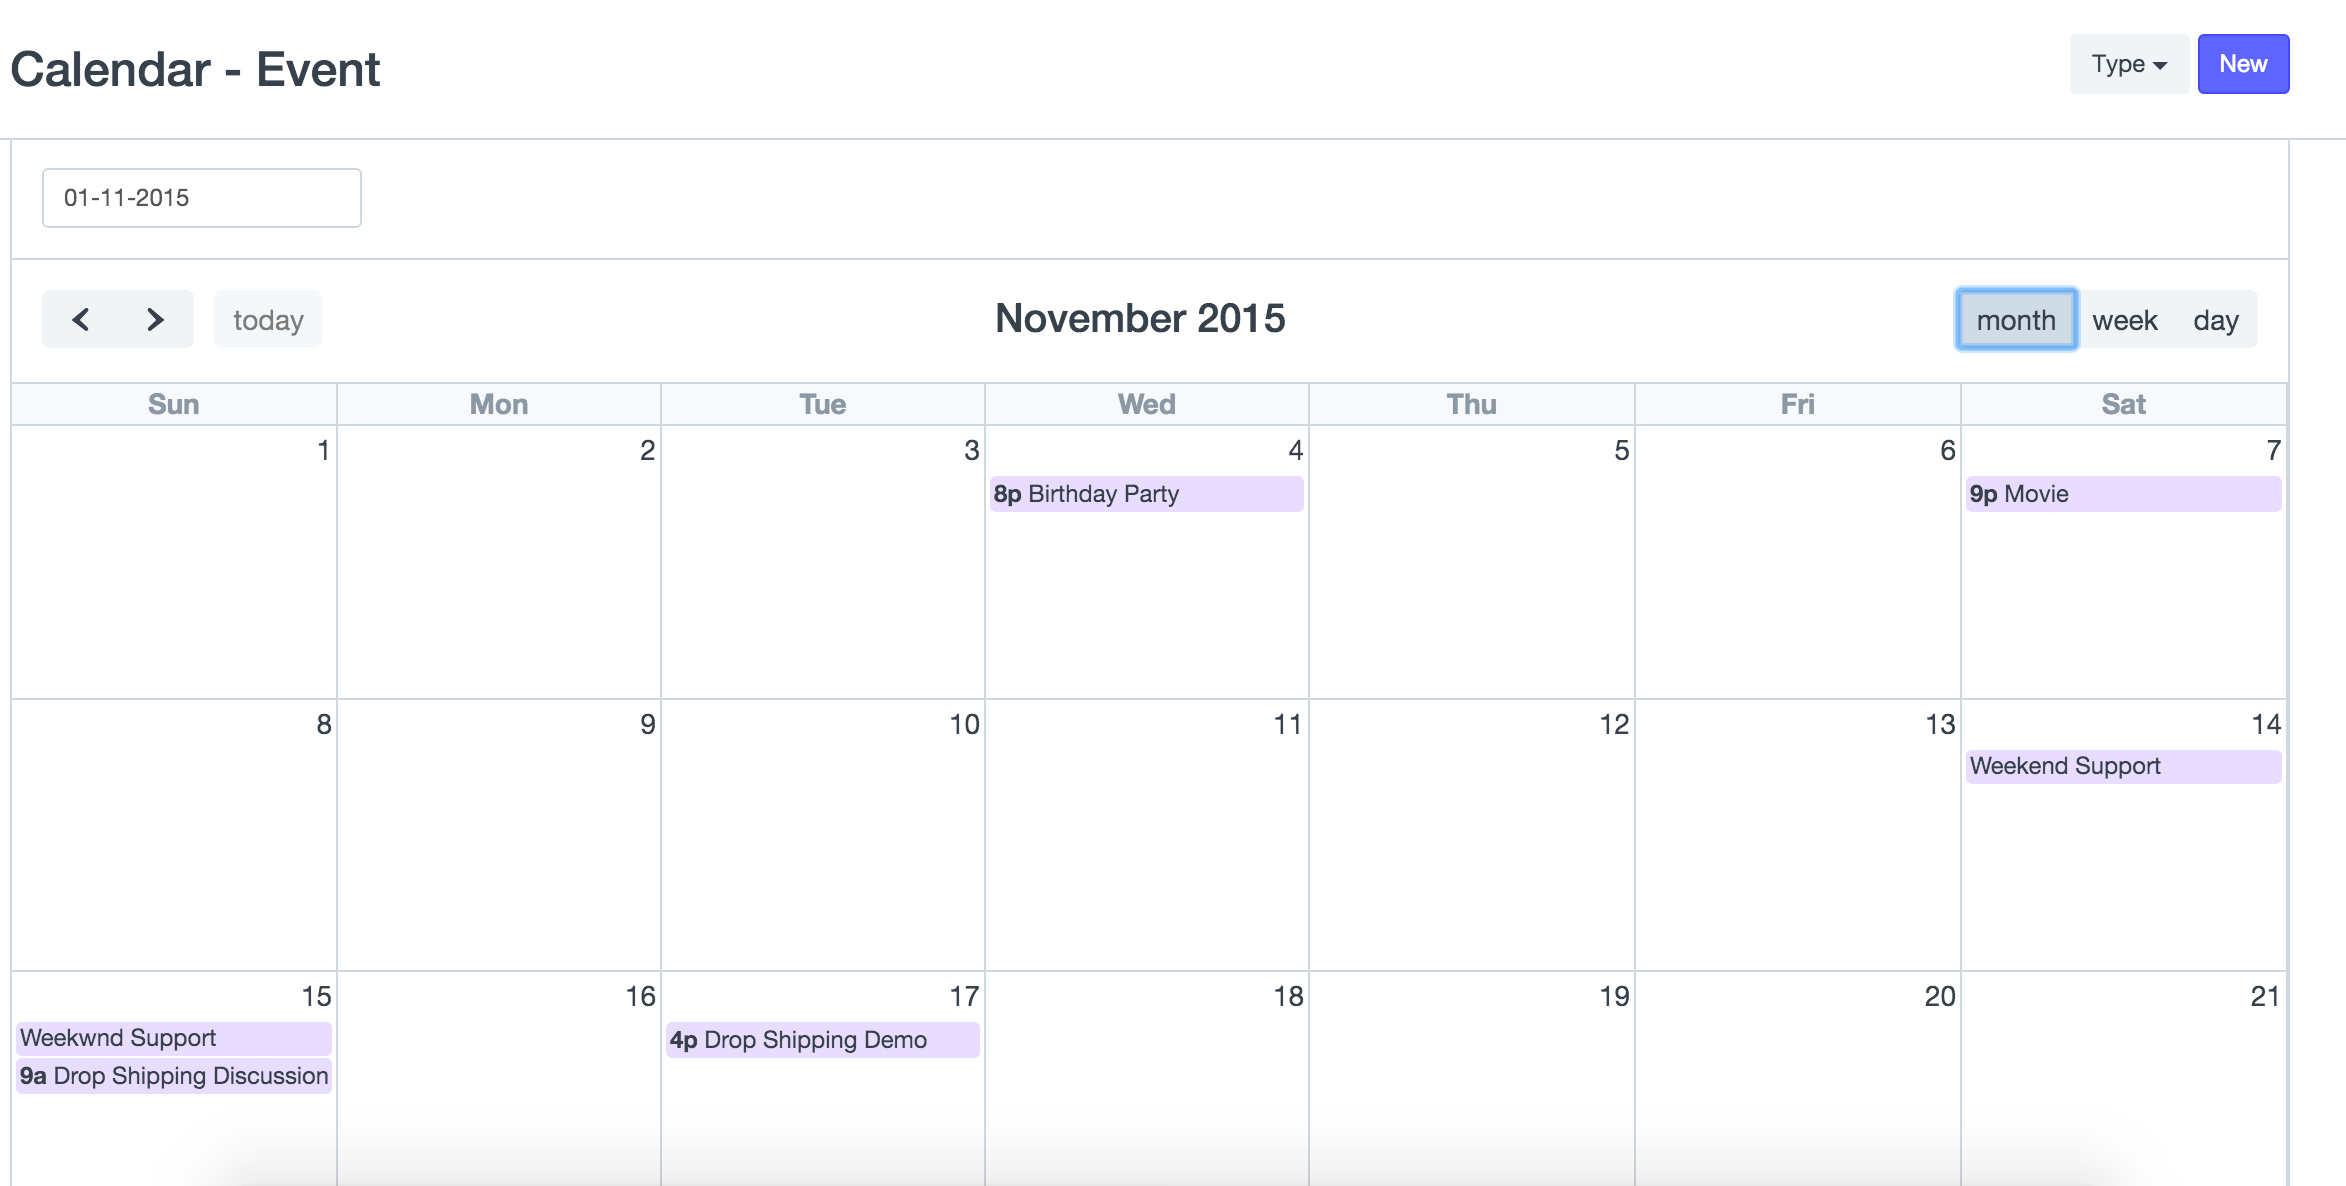 Calendar - Event
Type
New
01-11-2015
today
November 2015
month week day
Sun Mon Tue Wed Thu Fri Sat
1 2 3 4 5 6 7
8p Birthday Party
9p Movie
8 9 10 11 12 13 14
Weekend Support
15 16 17 18 19 20 21
Weekwnd Support
4p Drop Shipping Demo
9a Drop Shipping Discussion